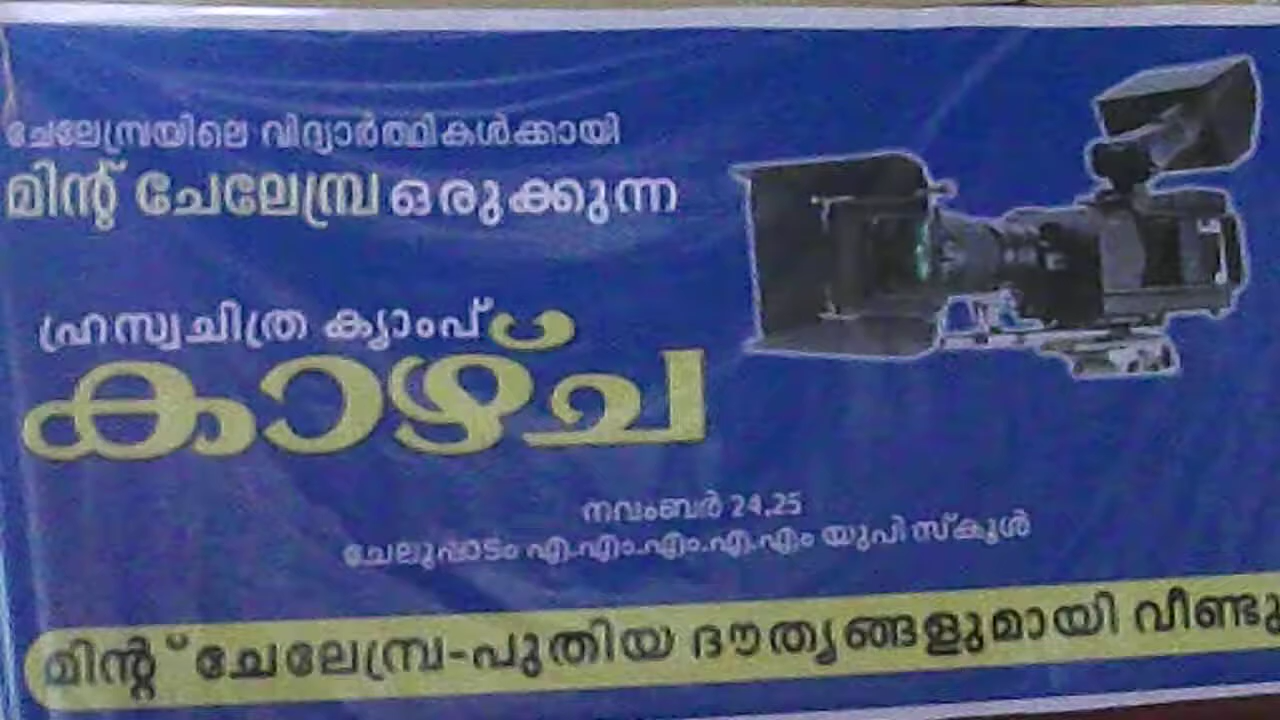 ചേലേമ്പ്രയിലെ വിദ്യാർത്ഥികൾക്കായി
മിന്റ് ചേലേമ്പ്ര ഒരുക്കുന്ന
ഹ്രസ്വചിത്ര ക്യാംപ്
കാഴ്ച
നവംബർ 24,25
ചേലൂപ്പാടം എ.എം.എം.എ.എം യുപി സ്കൂൾ
മിന്റ് ചേലേമ്പ്ര-പുതിയ ദൗത്യങ്ങളുമായി വീണ്ടു